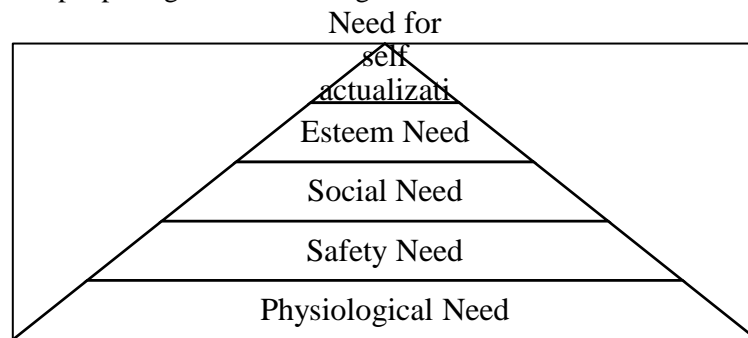 Need for
self
actualizati
Esteem Need
Social Need
Safety Need
Physiological Need